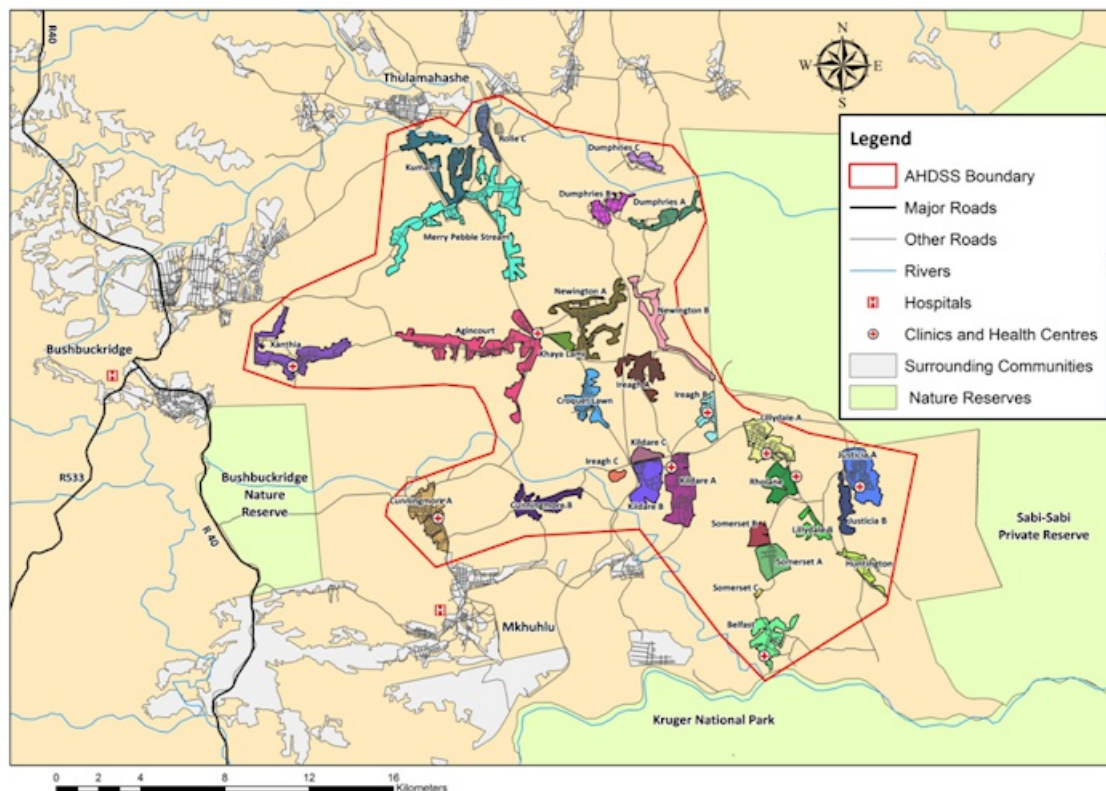 R40
N
W
E
S
Thulamahashe
Rolle C
Kumani
Dumphries C
Dumphries B
Dumphries A
Merry Pebble Stream
Newington A
Newington B
Agincourt
Xanthia
Khaya Lami
Bushbuckridge
Ireagh A
Croquet Lawn
Ireagh B
Lillydale A
Kildare C
R533
Bushbuckridge
Nature
Reserve
Ireagh C
Kildare A
Justicia A
Rholane
Cunningmore A
Cunningmore B
Kildare B
R 40
Somerset B
Lillydale B
Justicia B
Sabi-Sabi
Private Reserve
Somerset A
Huntington
Somerset C
Belfast
Mkhuhlu
Kruger National Park
Legend
AHDSS Boundary
Major Roads
Other Roads
Rivers
H Hospitals
Clinics and Health Centres
Surrounding Communities
Nature Reserves
H
H
0 2 4 8 12 16
Kilometers